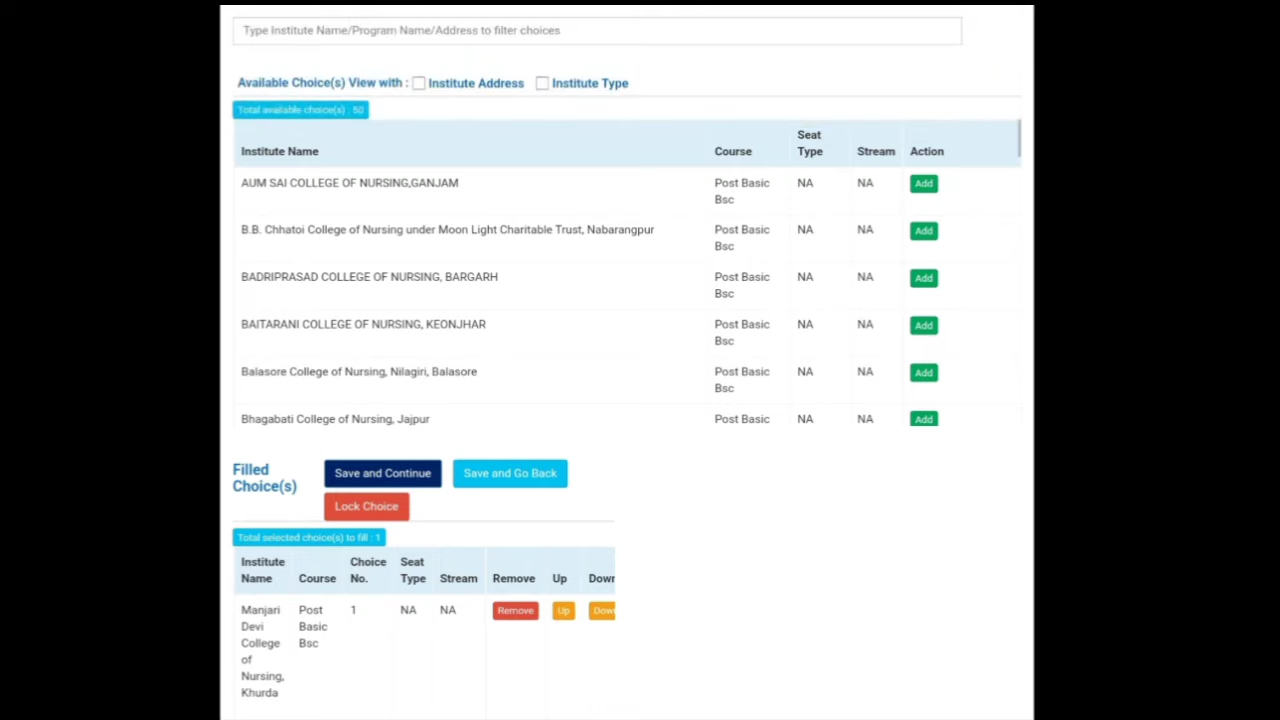 Type Institute Name/Program Name/Address to filter choices
Available Choice(s) View with : Institute Address Institute Type
Total available choice(s) : 50
Institute Name Course Seat Type Stream Action
AUM SAI COLLEGE OF NURSING,GANJAM Post Basic Bsc NA NA Add
B.B. Chhatoi College of Nursing under Moon Light Charitable Trust, Nabarangpur Post Basic Bsc NA NA Add
BADRIPRASAD COLLEGE OF NURSING, BARGARH Post Basic Bsc NA NA Add
BAITARANI COLLEGE OF NURSING, KEONJHAR Post Basic Bsc NA NA Add
Balasore College of Nursing, Nilagiri, Balasore Post Basic Bsc NA NA Add
Bhagabati College of Nursing, Jajpur Post Basic NA NA Add
Filled Choice(s)
Save and Continue Save and Go Back
Lock Choice
Total selected choice(s) to fill : 1
Institute Name Course Choice No. Seat Type Stream Remove Up Down
Manjari Devi College of Nursing, Khurda Post Basic Bsc 1 NA NA Remove Up Down